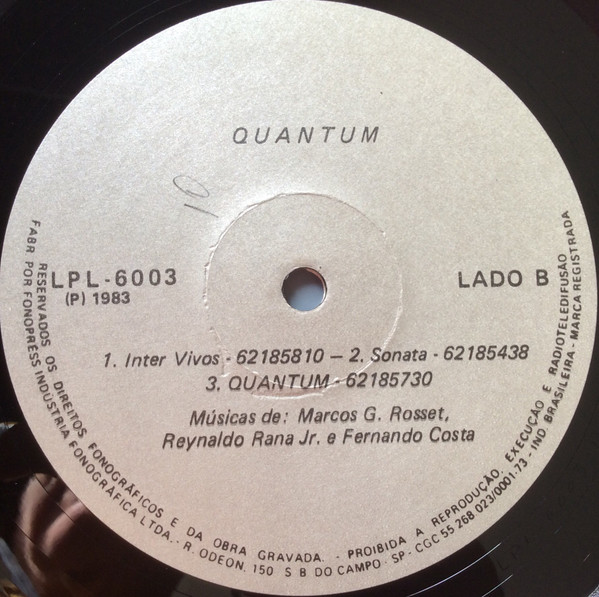 QUANTUM
10
LPL-6003
(P) 1983
LADO B
1. Inter Vivos - 62185810 – 2. Sonata - 62185438
3. QUANTUM - 62185730
Músicas de: Marcos G. Rosset,
Reynaldo Rana Jr. e Fernando Costa
RESERVADOS OS DIREITOS FONOGRÁFICOS E DA OBRA GRAVADA. - PROIBIDA A REPRODUÇÃO, EXECUÇÃO E RADIOTELEDIFUSÃO
FABR POR FONOPRESS INDÚSTRIA FONOGRÁFICA LTDA. - R. ODEON, 150 S B DO CAMPO - SP - CGC 55 268 023/0001-73 - IND. BRASILEIRA - MARCA REGISTRADA